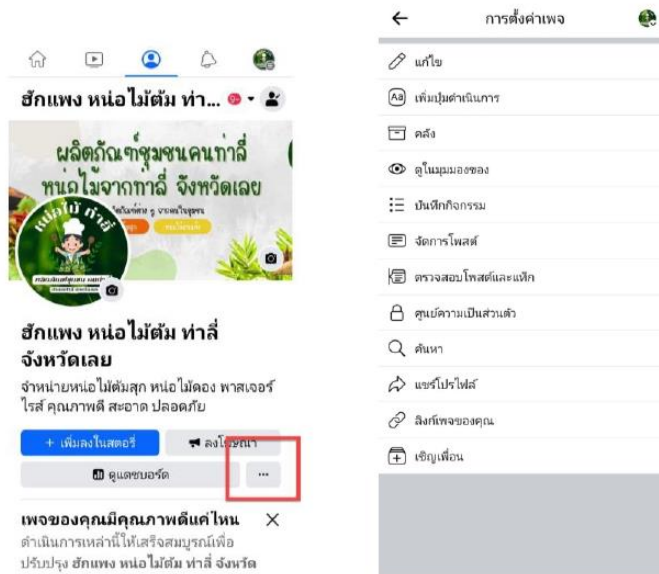 ฮักแพง หน่อไม้ต้ม ท่า... 9+
ผลิตภัณฑ์ชุมชนคนท่าลี่
หน่อไม้จากท่าลี่ จังหวัดเลย
หน่อไม้ ท่าลี่
ฮักแพง หน่อไม้ต้ม ท่าลี่
จังหวัดเลย
จำหน่ายหน่อไม้ต้มสุก หน่อไม้ดอง พาสเจอร์
ไรส์ คุณภาพดี สะอาด ปลอดภัย
+ เพิ่มลงในสตอรี่
ลงโฆษณา
ดูแดชบอร์ด
...
เพจของคุณมีคุณภาพดีแค่ไหน
ดำเนินการเหล่านี้ให้เสร็จสมบูรณ์เพื่อ
ปรับปรุง ฮักแพง หน่อไม้ต้ม ท่าลี่ จังหวัด
การตั้งค่าเพจ
แก้ไข
Aa เพิ่มปุ่มดำเนินการ
คลัง
ดูในมุมมองของ
บันทึกกิจกรรม
จัดการโพสต์
ตรวจสอบโพสต์และแท็ก
ศูนย์ความเป็นส่วนตัว
ค้นหา
แชร์โปรไฟล์
ลิงก์เพจของคุณ
เชิญเพื่อน